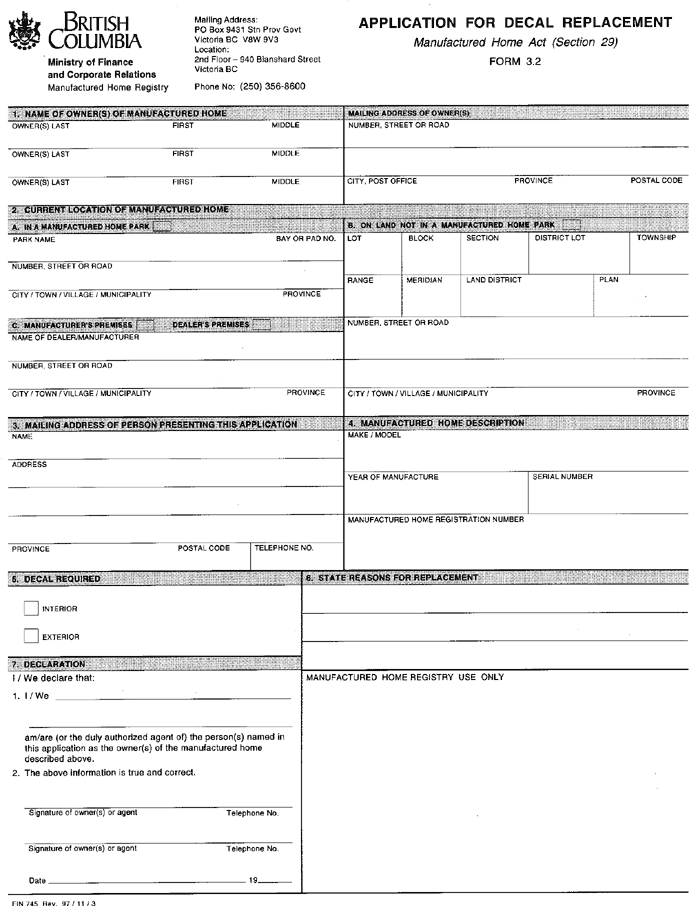 BRITISH
COLUMBIA
Ministry of Finance
and Corporate Relations
Manufactured Home Registry
Mailing Address:
PO Box 9431 Stn Prov Govt
Victoria BC V8W 9V3
Location:
2nd Floor – 940 Blanshard Street
Victoria BC
Phone No: (250) 356-8600
APPLICATION FOR DECAL REPLACEMENT
Manufactured Home Act (Section 29)
FORM 3.2
1. NAME OF OWNER(S) OF MANUFACTURED HOME
OWNER(S) LAST FIRST MIDDLE
OWNER(S) LAST FIRST MIDDLE
OWNER(S) LAST FIRST MIDDLE
MAILING ADDRESS OF OWNER(S)
NUMBER, STREET OR ROAD
CITY, POST OFFICE PROVINCE POSTAL CODE
2. CURRENT LOCATION OF MANUFACTURED HOME
A. IN A MANUFACTURED HOME PARK
PARK NAME BAY OR PAD NO.
NUMBER, STREET OR ROAD
CITY / TOWN / VILLAGE / MUNICIPALITY PROVINCE
B. ON LAND NOT IN A MANUFACTURED HOME PARK
LOT BLOCK SECTION DISTRICT LOT TOWNSHIP
RANGE MERIDIAN LAND DISTRICT PLAN
NUMBER, STREET OR ROAD
CITY / TOWN / VILLAGE / MUNICIPALITY PROVINCE
C. MANUFACTURER'S PREMISES DEALER'S PREMISES
NAME OF DEALER/MANUFACTURER
NUMBER, STREET OR ROAD
CITY / TOWN / VILLAGE / MUNICIPALITY PROVINCE
3. MAILING ADDRESS OF PERSON PRESENTING THIS APPLICATION
NAME
ADDRESS
PROVINCE POSTAL CODE TELEPHONE NO.
4. MANUFACTURED HOME DESCRIPTION
MAKE / MODEL
YEAR OF MANUFACTURE SERIAL NUMBER
MANUFACTURED HOME REGISTRATION NUMBER
5. DECAL REQUIRED
INTERIOR
EXTERIOR
6. STATE REASONS FOR REPLACEMENT
7. DECLARATION
I / We declare that:
1. I / We
am/are (or the duly authorized agent of) the person(s) named in
this application as the owner(s) of the manufactured home
described above.
2. The above information is true and correct.
Signature of owner(s) or agent Telephone No.
Signature of owner(s) or agent Telephone No.
Date 19
MANUFACTURED HOME REGISTRY USE ONLY
FIN 745 Rev. 97 / 11 / 3